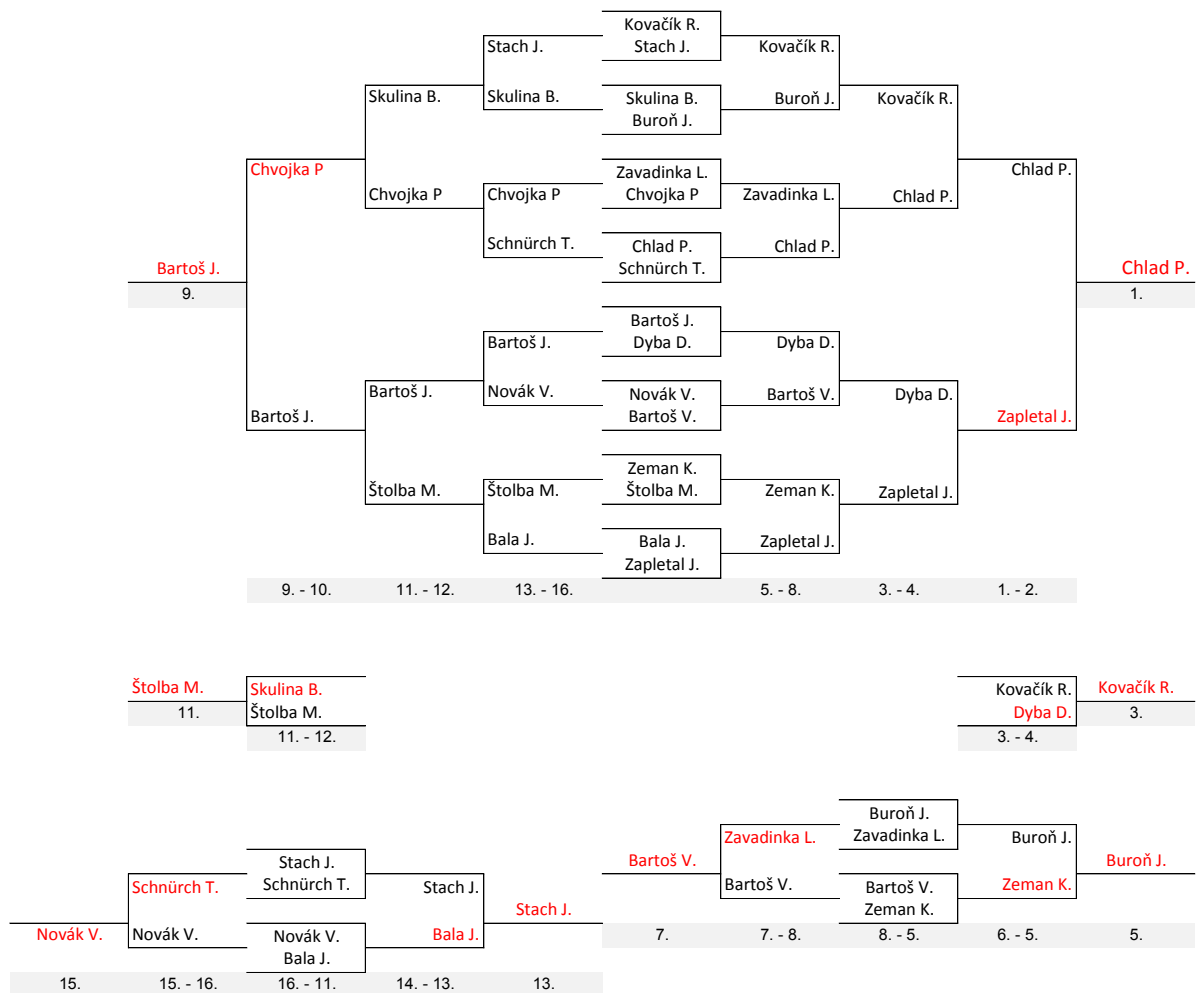 Kovačík R.
Stach J. Stach J. Kovačík R.
Skulina B. Skulina B. Skulina B. Buroň J. Kovačík R.
Buroň J.
Chvojka P Zavadinka L. Chlad P.
Chvojka P Chvojka P Chvojka P Zavadinka L. Chlad P.
Schnürch T. Chlad P. Chlad P.
Bartoš J. Schnürch T. Chlad P.
9. 1.
Bartoš J.
Bartoš J. Dyba D. Dyba D.
Bartoš J. Novák V. Novák V. Bartoš V. Dyba D.
Bartoš J. Bartoš V. Zapletal J.
Zeman K.
Štolba M. Štolba M. Štolba M. Zeman K. Zapletal J.
Bala J. Bala J. Zapletal J.
Zapletal J.
9. - 10. 11. - 12. 13. - 16. 5. - 8. 3. - 4. 1. - 2.
Štolba M. Skulina B. Kovačík R. Kovačík R.
11. Štolba M. Dyba D. 3.
11. - 12. 3. - 4.
Buroň J.
Zavadinka L. Zavadinka L. Buroň J.
Stach J. Bartoš V. Buroň J.
Schnürch T. Schnürch T. Stach J. Bartoš V. Bartoš V. Zeman K.
Stach J. Zeman K.
Novák V. Novák V. Novák V. Bala J. 7. 7. - 8. 8. - 5. 6. - 5. 5.
Bala J.
15. 15. - 16. 16. - 11. 14. - 13. 13.